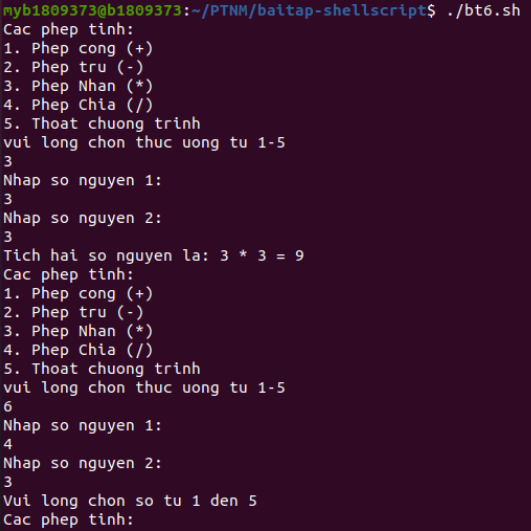 myb1809373@b1809373:~/PTNM/baitap-shellscript$ ./bt6.sh
Cac phep tinh:
1. Phep cong (+)
2. Phep tru (-)
3. Phep Nhan (*)
4. Phep Chia (/)
5. Thoat chuong trinh
vui long chon thuc uong tu 1-5
3
Nhap so nguyen 1:
3
Nhap so nguyen 2:
3
Tich hai so nguyen la: 3 * 3 = 9
Cac phep tinh:
1. Phep cong (+)
2. Phep tru (-)
3. Phep Nhan (*)
4. Phep Chia (/)
5. Thoat chuong trinh
vui long chon thuc uong tu 1-5
6
Nhap so nguyen 1:
4
Nhap so nguyen 2:
3
Vui long chon so tu 1 den 5
Cac phep tinh: